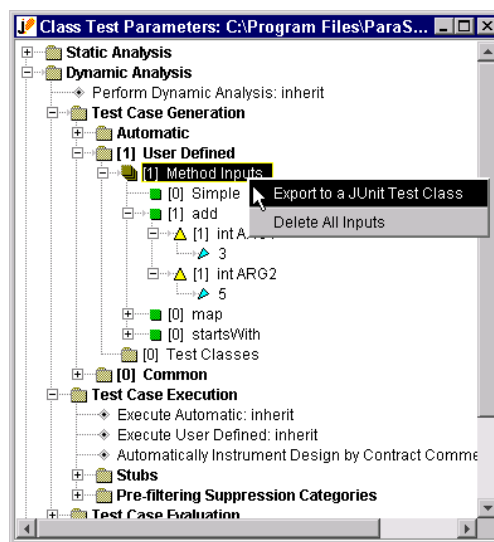 Class Test Parameters: C:\Program Files\ParaS...
Static Analysis
Dynamic Analysis
Perform Dynamic Analysis: inherit
Test Case Generation
Automatic
[1] User Defined
[1] Method Inputs
[0] Simple
Export to a JUnit Test Class
[1] add
Delete All Inputs
[1] int
3
[1] int ARG2
5
[0] map
[0] startsWith
[0] Test Classes
[0] Common
Test Case Execution
Execute Automatic: inherit
Execute User Defined: inherit
Automatically Instrument Design by Contract Comme
Stubs
Pre-filtering Suppression Categories
Test Case Evaluation